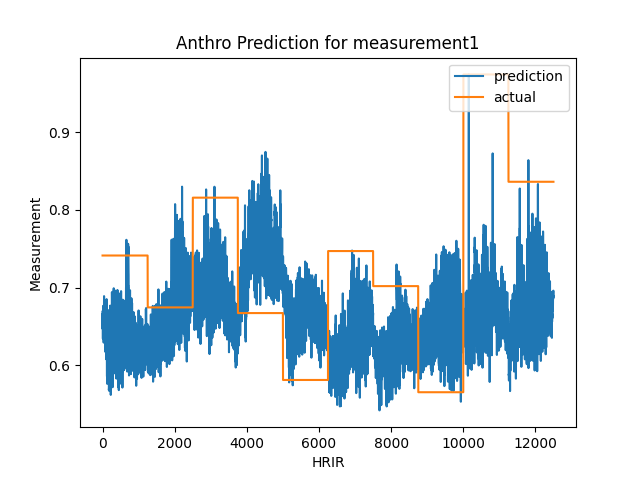 Anthro Prediction for measurement1
prediction
actual
Measurement
0.9
0.8
0.7
0.6
0
2000
4000
6000
8000
10000
12000
HRIR